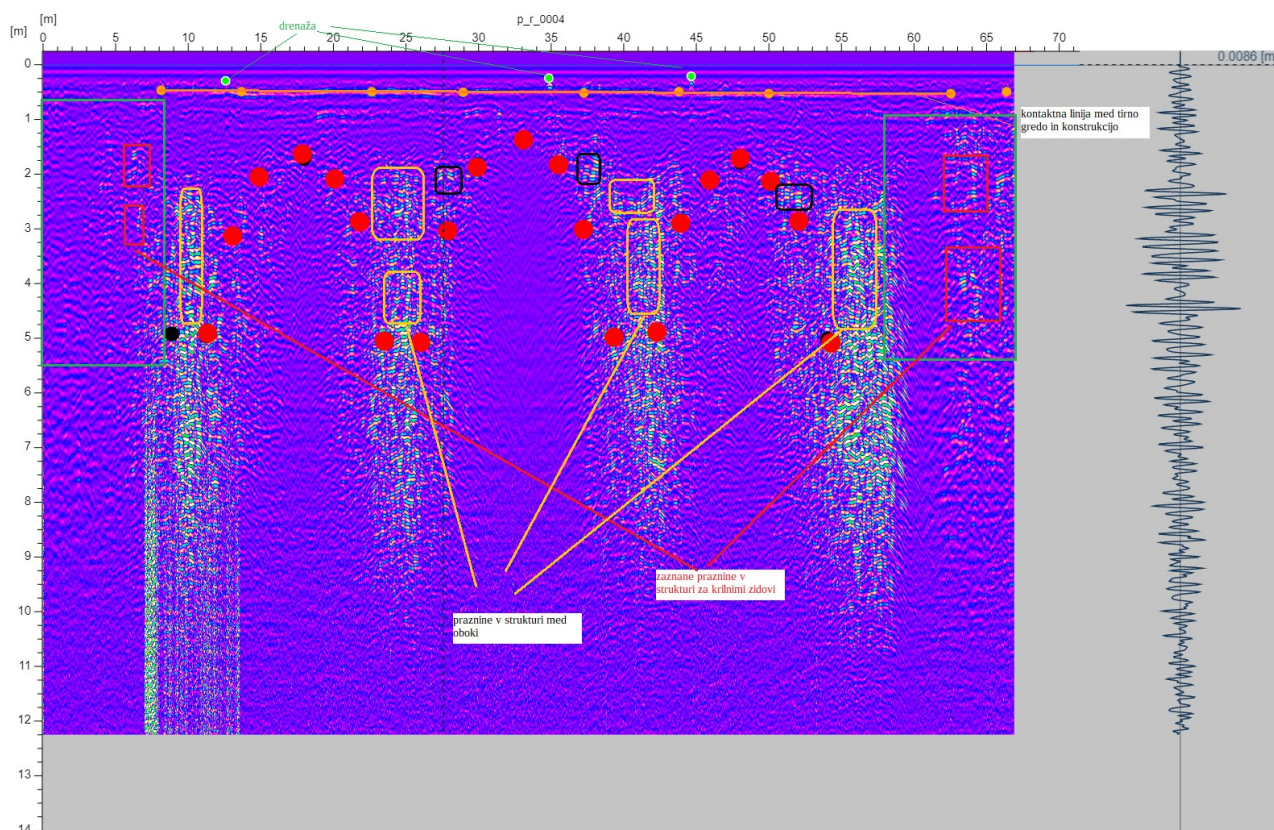 [m]
p_r_0004
drenaža
[m]
0 5 10 15 20 25 30 35 40 45 50 55 60 65 70
0.0086 [m]
0
1
kontaktna linija med tirno
gredo in konstrukcijo
2
3
4
5
6
7
8
9
zaznane praznine v
strukturi za krilnimi zidovi
10
praznine v strukturi med
oboki
11
12
13
14